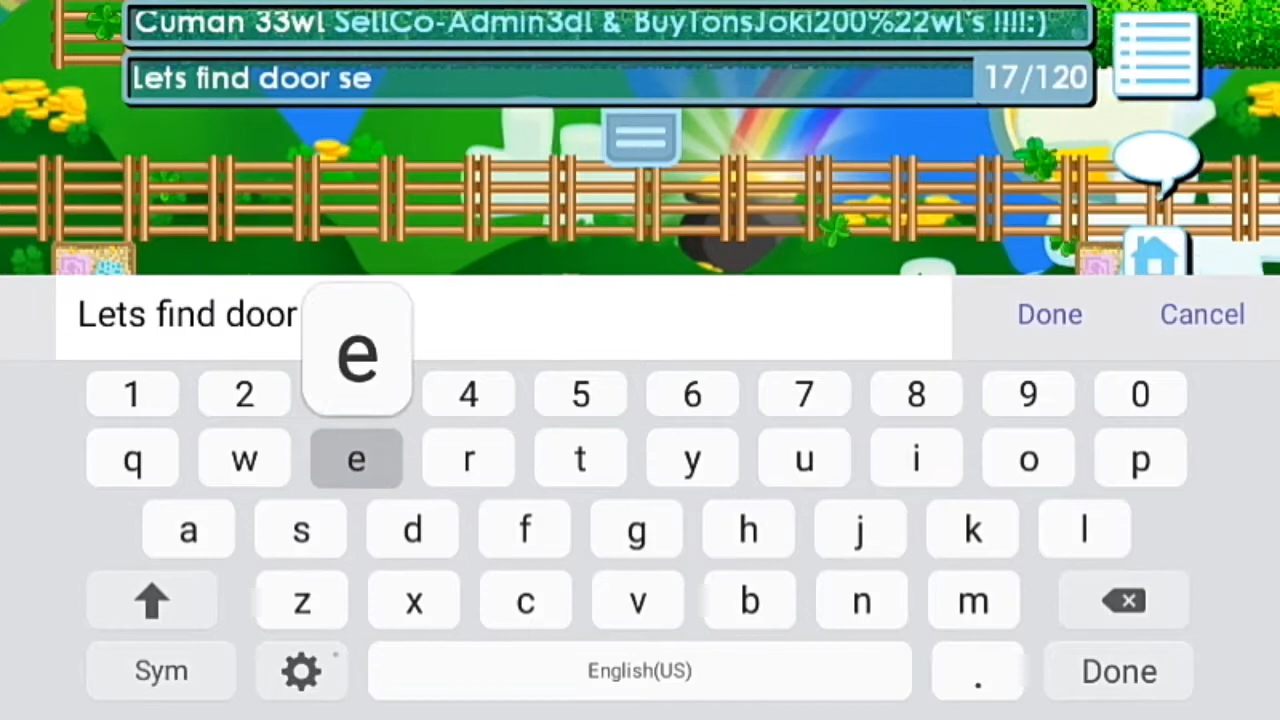 Cuman 33wl SellCo-Admin3dl & BuyTonsJoki200%22wl's !!!!:)
Lets find door se 17/120
Lets find door e Done Cancel
1 2 4 5 6 7 8 9 0
q w e r t y u i o p
a s d f g h j k l
z x c v b n m
Sym English(US) . Done